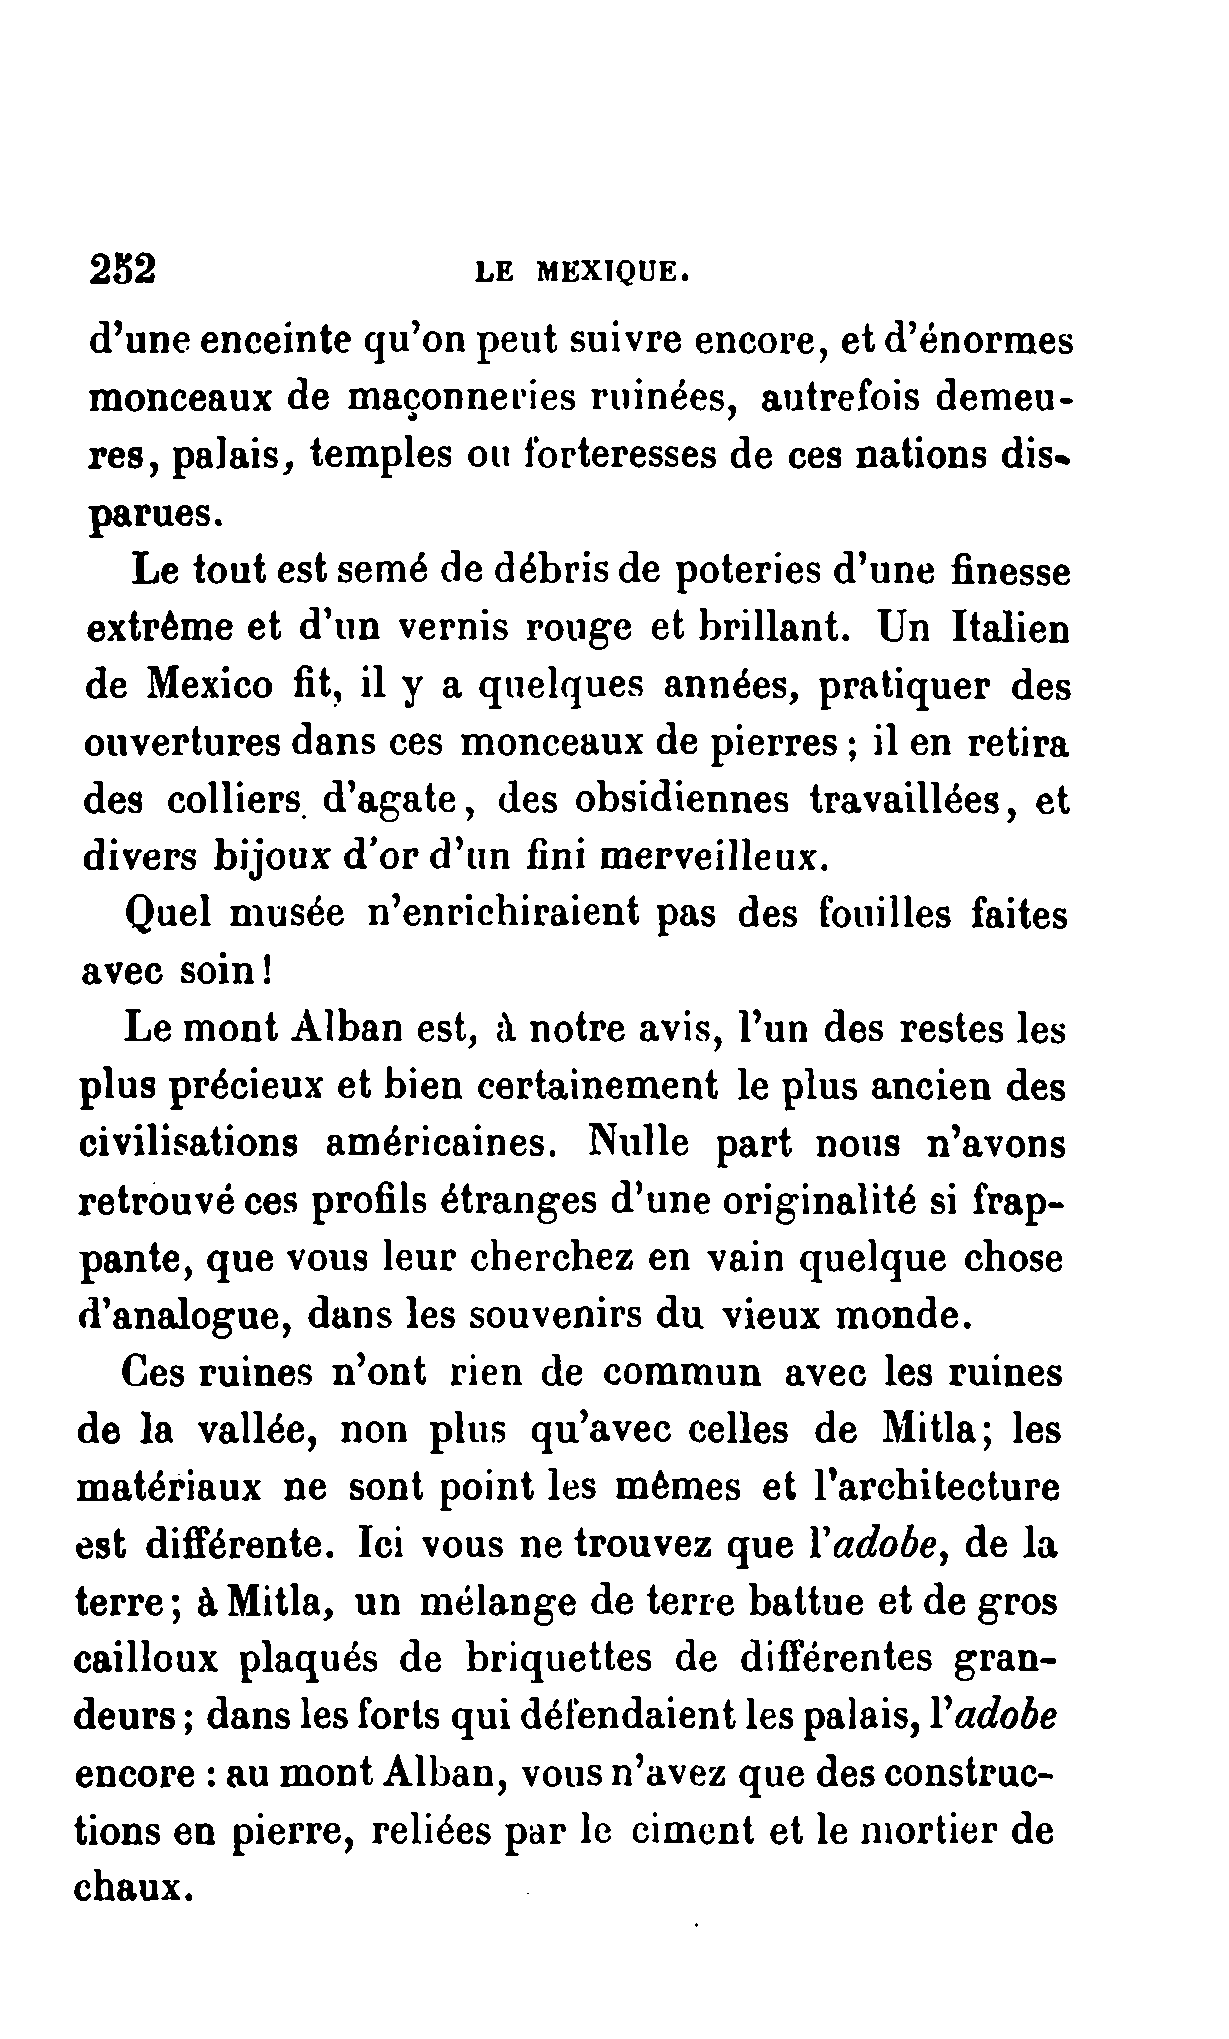 252 LE MEXIQUE.
d'une enceinte qu'on peut suivre encore, et d'énormes
monceaux de maçonneries ruinées, autrefois demeu-
res, palais, temples ou forteresses de ces nations dis-
parues.
Le tout est semé de débris de poteries d'une finesse
extrême et d'un vernis rouge et brillant. Un Italien
de Mexico fit, il y a quelques années, pratiquer des
ouvertures dans ces monceaux de pierres ; il en retira
des colliers d'agate, des obsidiennes travaillées, et
divers bijoux d'or d'un fini merveilleux.
Quel musée n'enrichiraient pas des fouilles faites
avec soin !
Le mont Alban est, à notre avis, l'un des restes les
plus précieux et bien certainement le plus ancien des
civilisations américaines. Nulle part nous n'avons
retrouvé ces profils étranges d'une originalité si frap-
pante, que vous leur cherchez en vain quelque chose
d'analogue, dans les souvenirs du vieux monde.
Ces ruines n'ont rien de commun avec les ruines
de la vallée, non plus qu'avec celles de Mitla; les
matériaux ne sont point les mêmes et l'architecture
est différente. Ici vous ne trouvez que l'adobe, de la
terre ; à Mitla, un mélange de terre battue et de gros
cailloux plaqués de briquettes de différentes gran-
deurs ; dans les forts qui défendaient les palais, l'adobe
encore : au mont Alban, vous n'avez que des construc-
tions en pierre, reliées par le ciment et le mortier de
chaux.